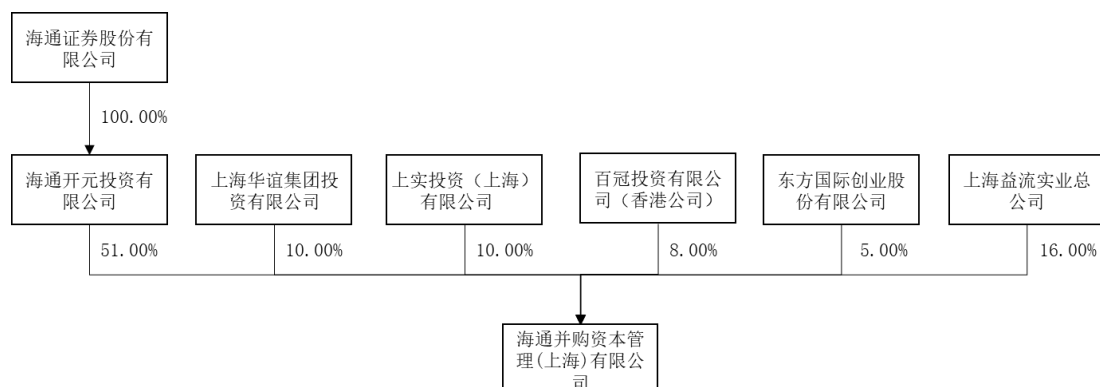 海通证券股份有
限公司
100.00%
海通开元投资有
限公司
上海华谊集团投
资有限公司
上实投资（上海）
有限公司
百冠投资有限公
司（香港公司）
东方国际创业股
份有限公司
上海益流实业总
公司
51.00%
10.00%
10.00%
8.00%
5.00%
16.00%
海通并购资本管
理(上海)有限公
司